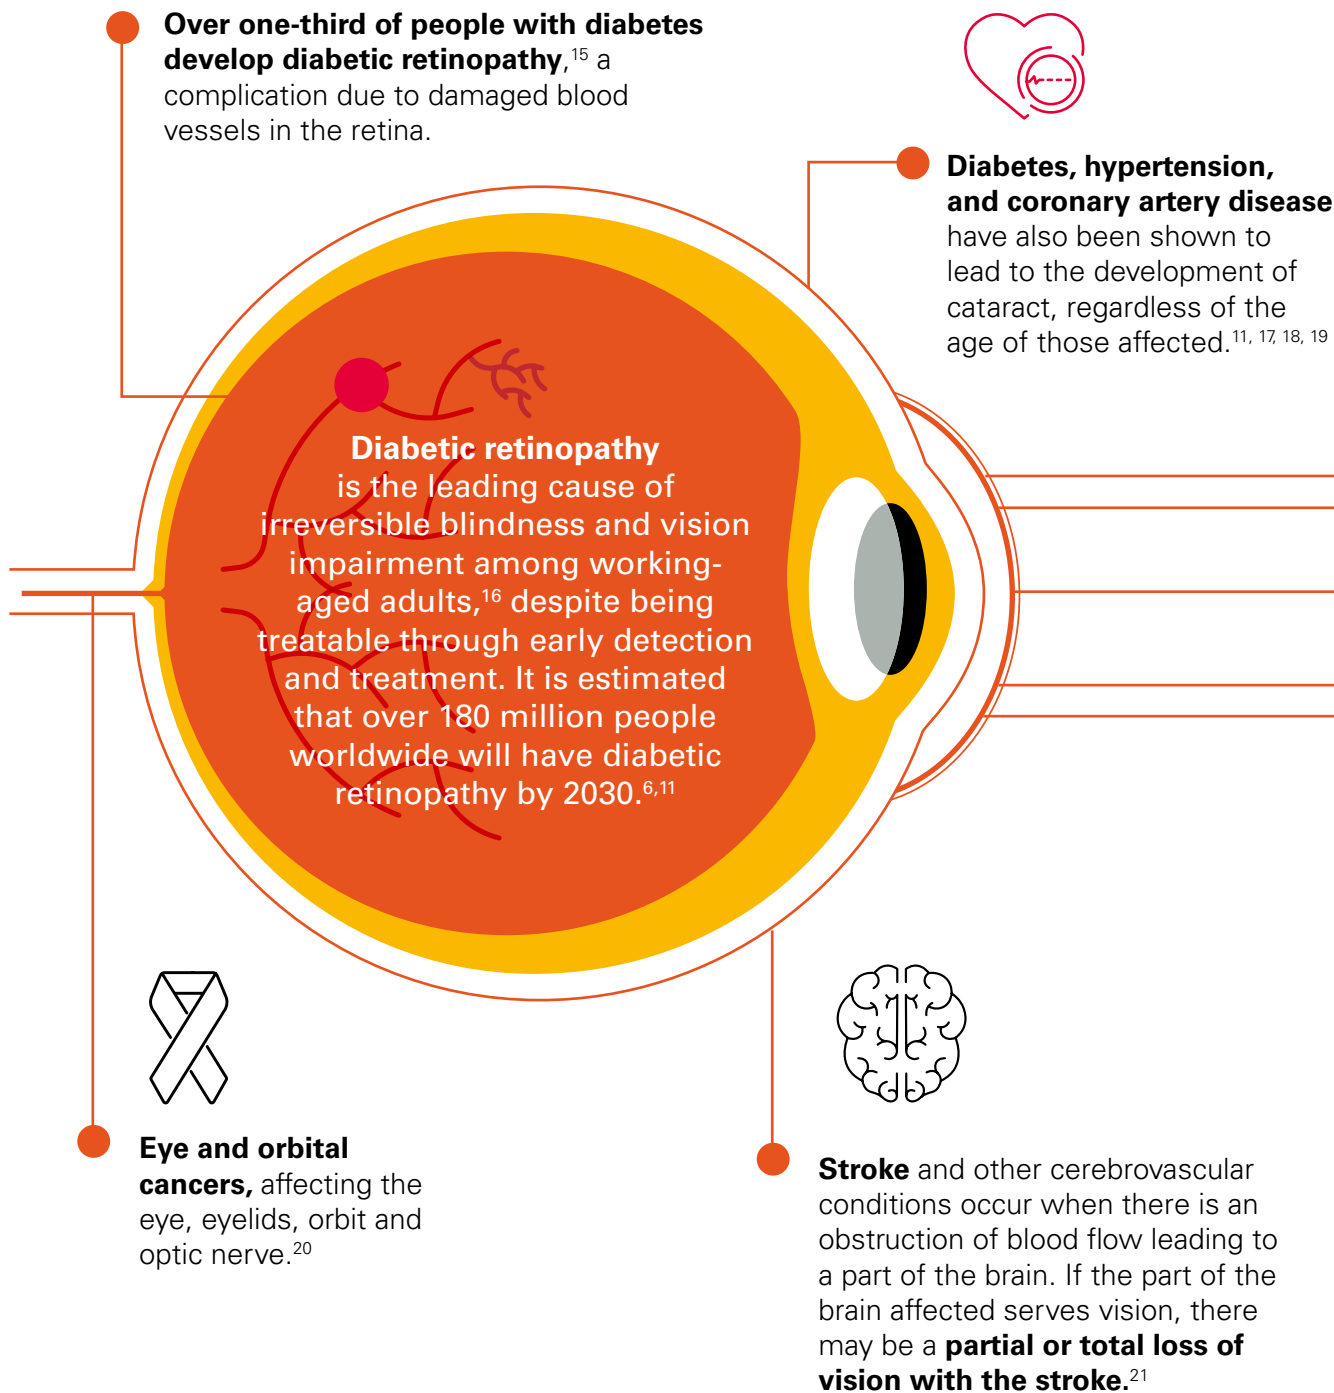 Over one-third of people with diabetes
develop diabetic retinopathy,15 a
complication due to damaged blood
vessels in the retina.
Diabetes, hypertension,
and coronary artery disease
have also been shown to
lead to the development of
cataract, regardless of the
age of those affected.11, 17, 18, 19
Diabetic retinopathy
is the leading cause of
irreversible blindness and vision
impairment among working-
aged adults,16 despite being
treatable through early detection
and treatment. It is estimated
that over 180 million people
worldwide will have diabetic
retinopathy by 2030.6,11
Eye and orbital
cancers, affecting the
eye, eyelids, orbit and
optic nerve.20
Stroke and other cerebrovascular
conditions occur when there is an
obstruction of blood flow leading to
a part of the brain. If the part of the
brain affected serves vision, there
may be a partial or total loss of
vision with the stroke.21